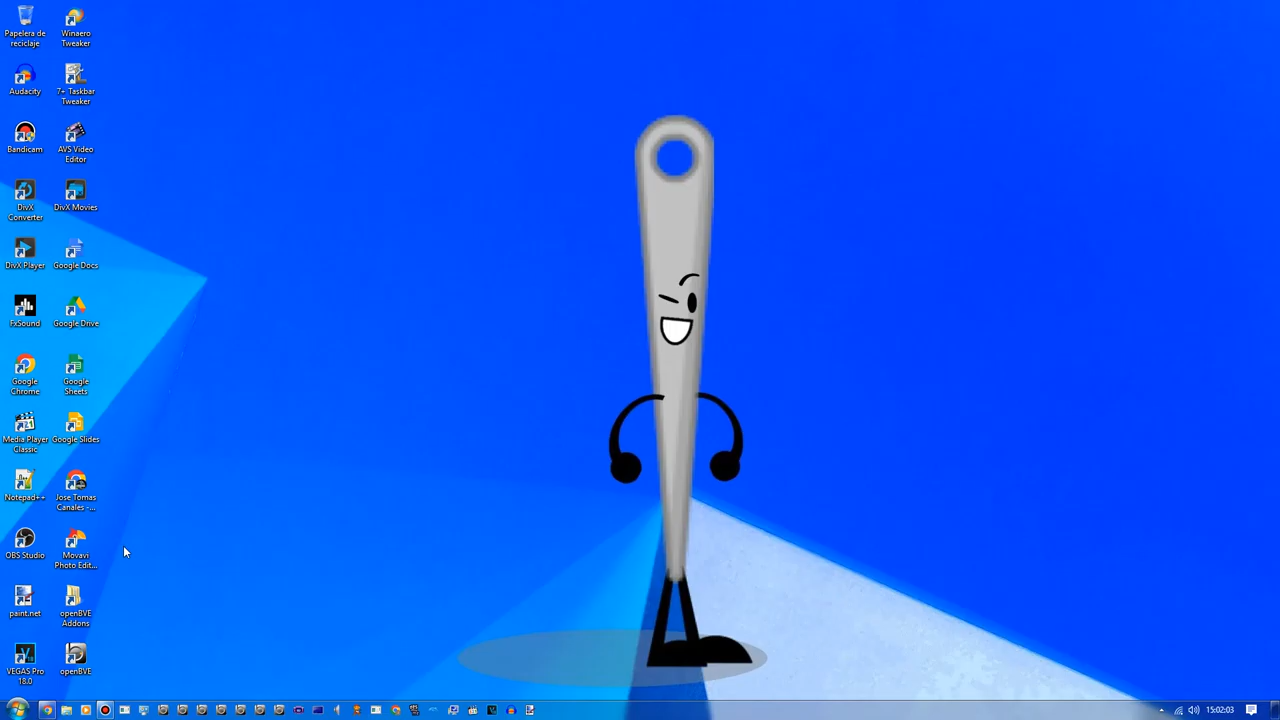 Papelera de
reciclaje
Winaero
Tweaker
Audacity
7+ Taskbar
Tweaker
Bandicam
AVS Video
Editor
DivX
Converter
DivX Movies
DivX Player
Google Docs
FxSound
Google Drive
Google
Chrome
Google
Sheets
Media Player
Classic
Google Slides
Notepad++
Jose Tomas
Canales -...
OBS Studio
Movavi
Photo Edit...
paint.net
openBVE
Addons
VEGAS Pro
18.0
openBVE
15:02:03